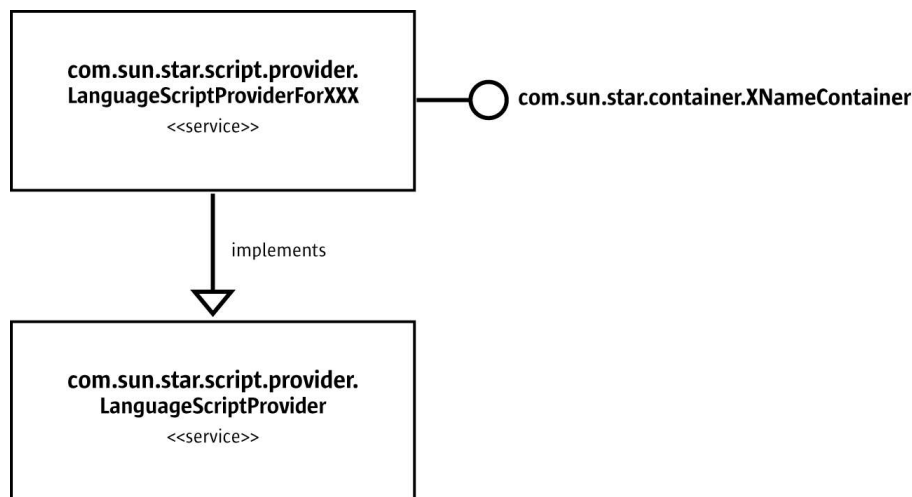 com.sun.star.script.provider.
LanguageScriptProviderForXXX
<<service>>
com.sun.star.container.XNameContainer
implements
com.sun.star.script.provider.
LanguageScriptProvider
<<service>>